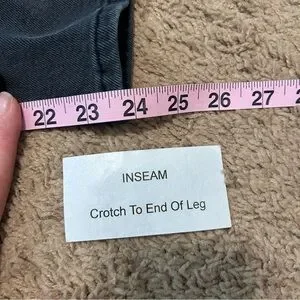 22 23 24 25 26 27
INSEAM
Crotch To End Of Leg